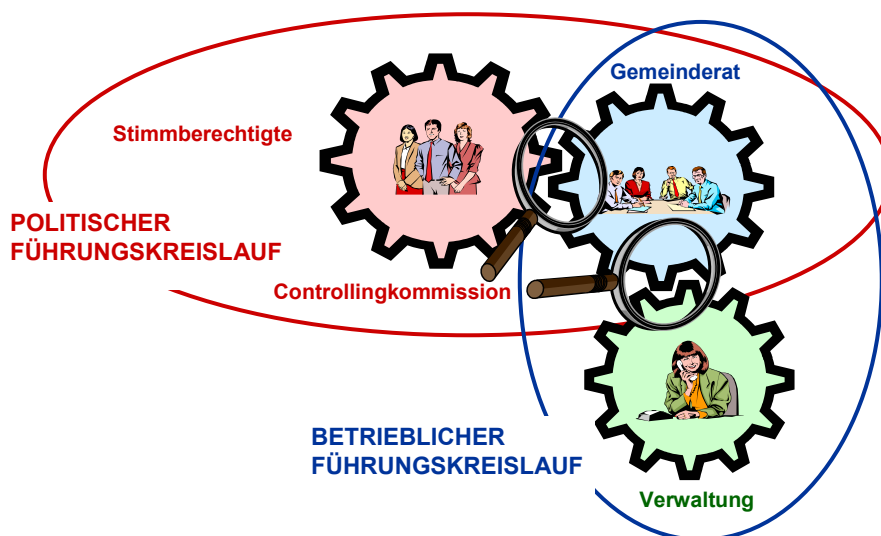 Gemeinderat
Stimmberechtigte
POLITISCHER
FÜHRUNGSKREISLAUF
Controllingkommission
BETRIEBLICHER
FÜHRUNGSKREISLAUF
Verwaltung